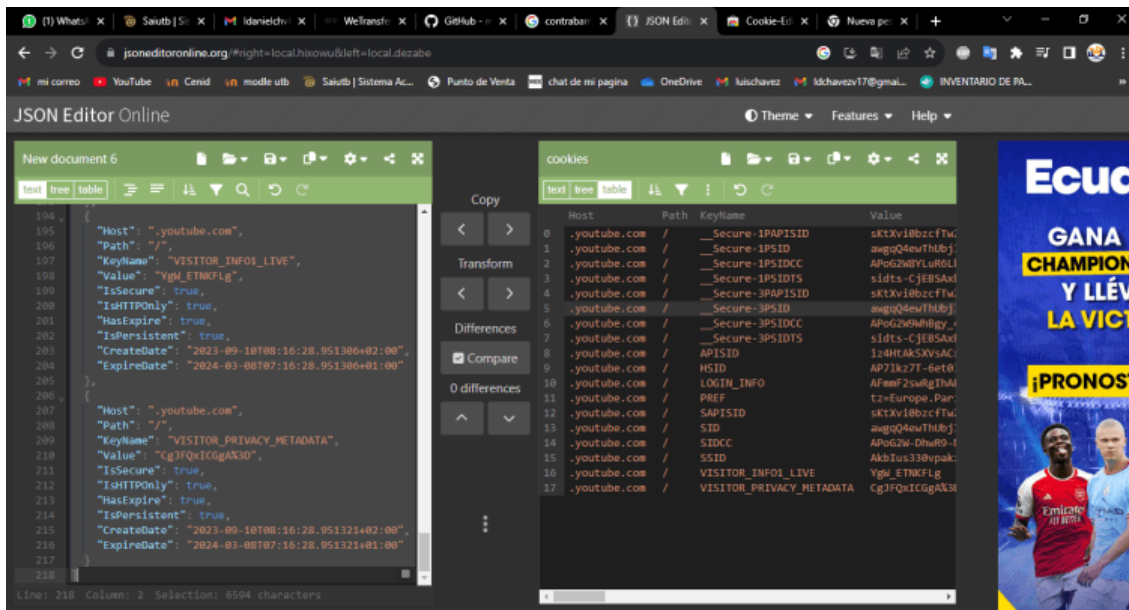 (1) Whats
Saiutb | Sis
ldanielchv
WeTransfe
GitHub - n
contrabarr
JSON Edito
Cookie-Edi
Nueva pes
jsoneditoronline.org/#right=local.hixowu&left=local.dezabe
mi correo
YouTube
Cenid
modle utb
Saiutb | Sistema Ac...
Punto de Venta
chat de mi pagina
OneDrive
luischavez
ldchavezv17@gmai...
INVENTARIO DE PA...
»
JSON Editor Online
Theme
Features
Help
New document 6
text tree table
194 {
195 "Host": ".youtube.com",
196 "Path": "/",
197 "KeyName": "VISITOR_INFO1_LIVE",
198 "Value": "YgW_ETNKFLg",
199 "IsSecure": true,
200 "IsHTTPOnly": true,
201 "HasExpire": true,
202 "IsPersistent": true,
203 "CreateDate": "2023-09-10T08:16:28.951306+02:00",
204 "ExpireDate": "2024-03-08T07:16:28.951306+01:00"
205 },
206 {
207 "Host": ".youtube.com",
208 "Path": "/",
209 "KeyName": "VISITOR_PRIVACY_METADATA",
210 "Value": "CgJFQxICGgA%3D",
211 "IsSecure": true,
212 "IsHTTPOnly": true,
213 "HasExpire": true,
214 "IsPersistent": true,
215 "CreateDate": "2023-09-10T08:16:28.951321+02:00",
216 "ExpireDate": "2024-03-08T07:16:28.951321+01:00"
217 }
218 ]
Line: 218 Column: 2 Selection: 6594 characters
Copy
Transform
Differences
Compare
0 differences
cookies
text tree table
Host Path KeyName Value
0 .youtube.com / __Secure-1PAPISID
1 .youtube.com / __Secure-1PSID
2 .youtube.com / __Secure-1PSIDCC
3 .youtube.com / __Secure-1PSIDTS
4 .youtube.com / __Secure-3PAPISID
5 .youtube.com / __Secure-3PSID
6 .youtube.com / __Secure-3PSIDCC
7 .youtube.com / __Secure-3PSIDTS
8 .youtube.com / APISID
9 .youtube.com / HSID
10 .youtube.com / LOGIN_INFO
11 .youtube.com / PREF tz=Europe.Par
12 .youtube.com / SAPISID
13 .youtube.com / SID
14 .youtube.com / SIDCC
15 .youtube.com / SSID
16 .youtube.com / VISITOR_INFO1_LIVE YgW_ETNKFLg
17 .youtube.com / VISITOR_PRIVACY_METADATA CgJFQxICGgA%3D
Ecua
GANA
CHAMPION
Y LLÉV
LA VICT
¡PRONOST
Emirates